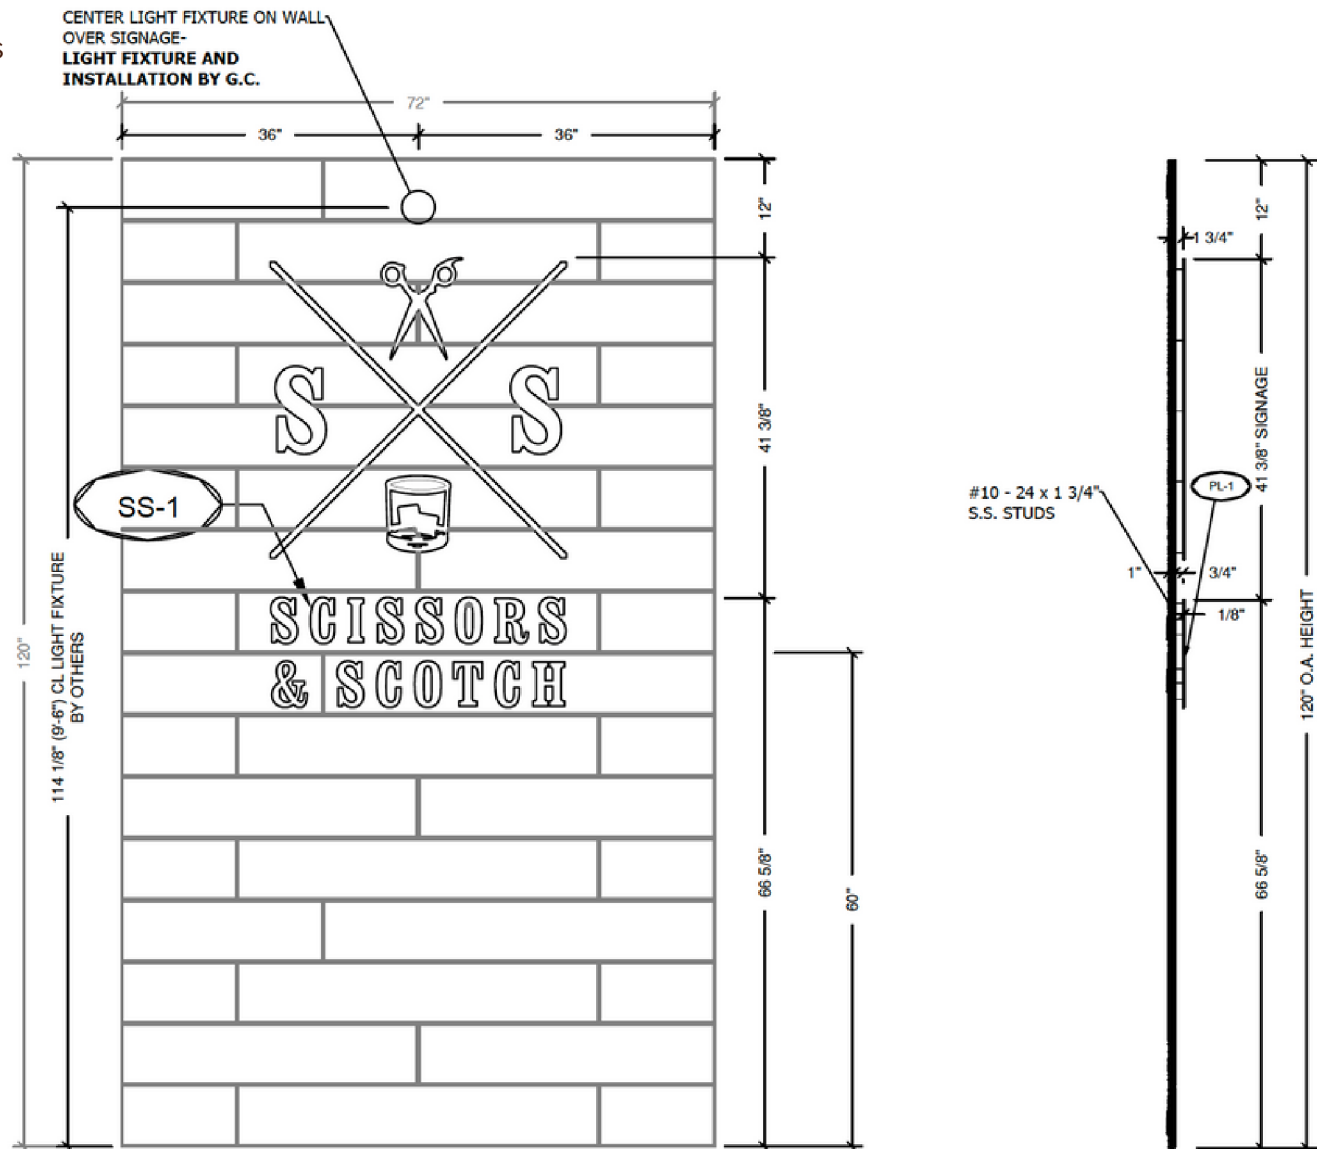 CENTER LIGHT FIXTURE ON WALL
OVER SIGNAGE-
LIGHT FIXTURE AND
INSTALLATION BY G.C.
S
72"
36"
36"
12"
41 3/8"
66 5/8"
60"
120"
114 1/8" (9'-6") CL LIGHT FIXTURE
BY OTHERS
S S
SS-1
SCISSORS
& SCOTCH
#10 - 24 x 1 3/4"
S.S. STUDS
1 3/4"
12"
41 3/8" SIGNAGE
PL-1
1"
3/4"
1/8"
66 5/8"
120" O.A. HEIGHT